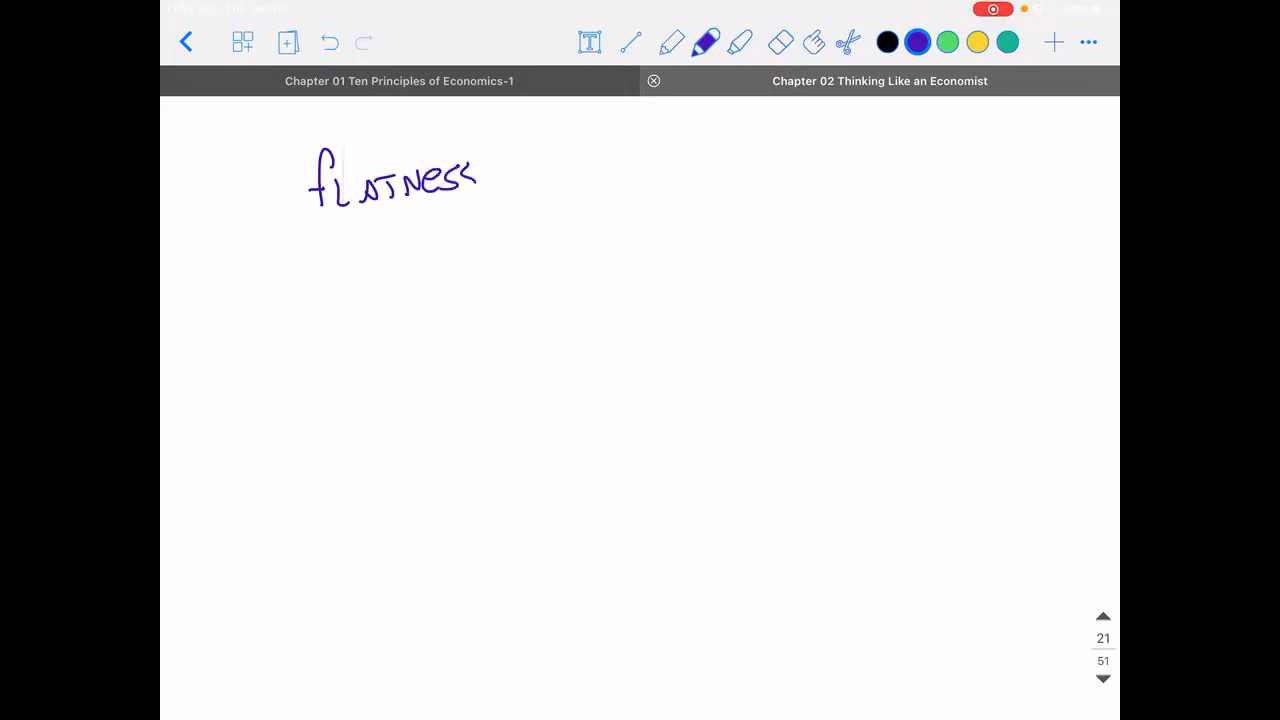 Chapter 01 Ten Principles of Economics-1
Chapter 02 Thinking Like an Economist
flatness
21
51